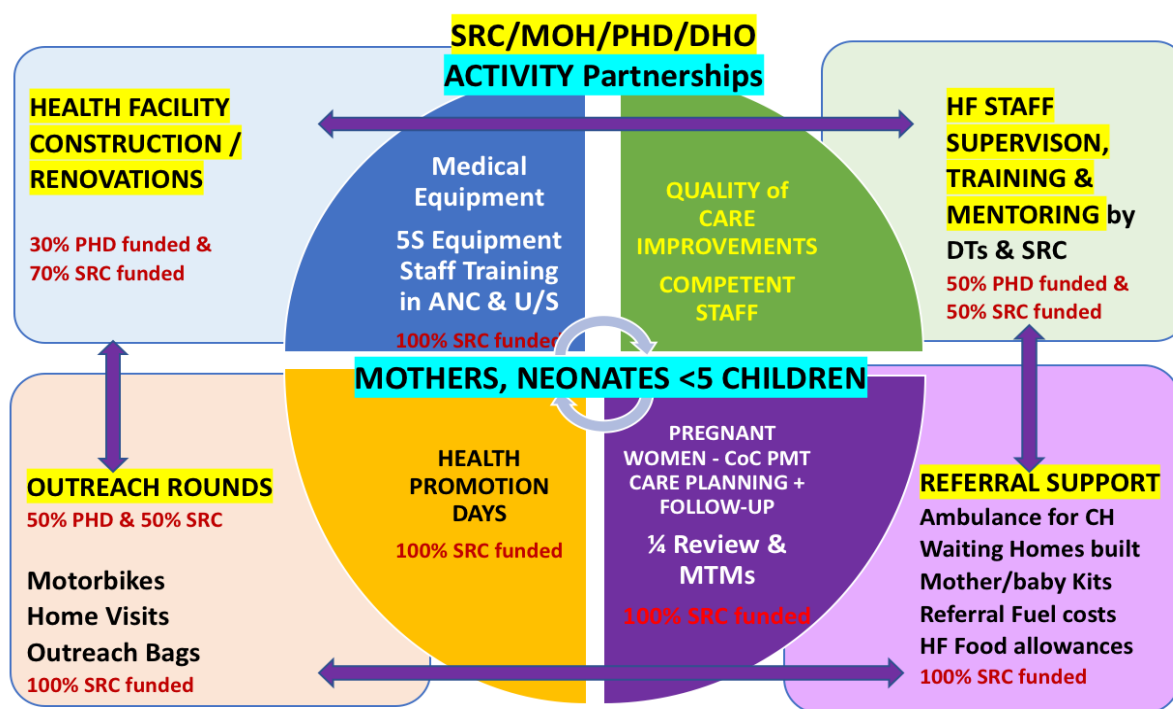 SRC/MOH/PHD/DHO
ACTIVITY Partnerships
HEALTH FACILITY
CONSTRUCTION /
RENOVATIONS
30% PHD funded &
70% SRC funded
Medical
Equipment
5S Equipment
Staff Training
in ANC & U/S
100% SRC funded
QUALITY of
CARE
IMPROVEMENTS
COMPETENT
STAFF
HF STAFF
SUPERVISON,
TRAINING &
MENTORING by
DTs & SRC
50% PHD funded &
50% SRC funded
MOTHERS, NEONATES <5 CHILDREN
OUTREACH ROUNDS
50% PHD & 50% SRC
Motorbikes
Home Visits
Outreach Bags
100% SRC funded
HEALTH
PROMOTION
DAYS
100% SRC funded
PREGNANT
WOMEN - CoC PMT
CARE PLANNING +
FOLLOW-UP
¼ Review &
MTMs
100% SRC funded
REFERRAL SUPPORT
Ambulance for CH
Waiting Homes built
Mother/baby Kits
Referral Fuel costs
HF Food allowances
100% SRC funded